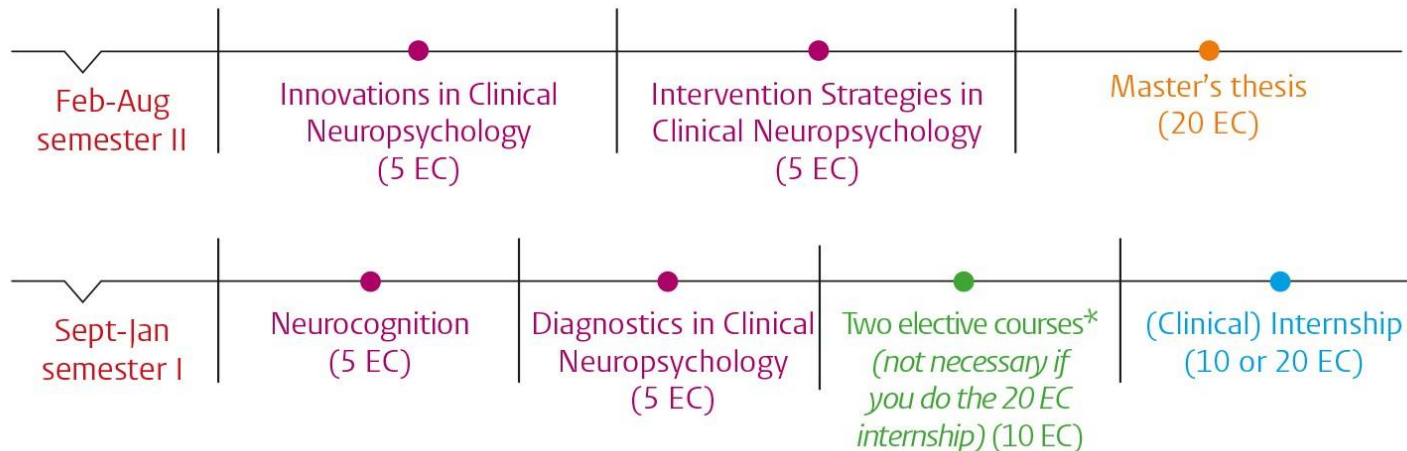 Feb-Aug
semester II
Innovations in Clinical
Neuropsychology
(5 EC)
Intervention Strategies in
Clinical Neuropsychology
(5 EC)
Master's thesis
(20 EC)
Sept-Jan
semester I
Neurocognition
(5 EC)
Diagnostics in Clinical
Neuropsychology
(5 EC)
Two elective courses*
(not necessary if
you do the 20 EC
internship) (10 EC)
(Clinical) Internship
(10 or 20 EC)